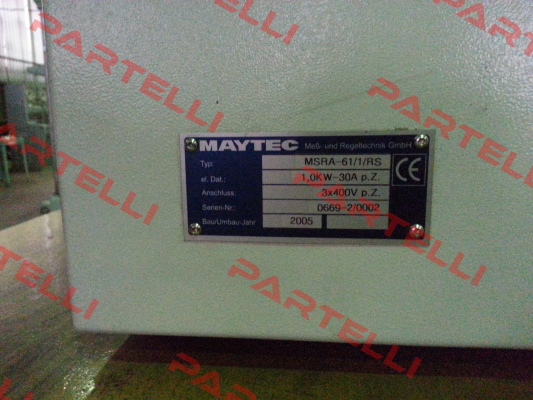 PARTELLI
PARTELLI
PARTELLI
MAYTEC Meß- und Regeltechnik GmbH
Typ: MSRA-61/1/RS
el. Dat.: 1,0KW-30A p.Z.
Anschluss: 3x400V p.Z.
Serien-Nr.: 0669-2/0002
Bau/Umbau-Jahr 2005
CE
PARTELLI
PARTELLI
PARTELLI
PARTELLI